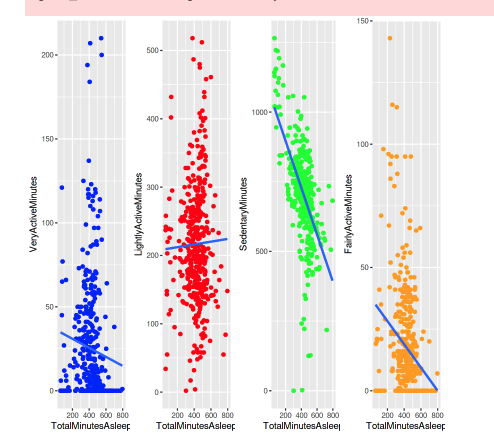 VeryActiveMinutes
200
150
100
50
0
200 400 600 800
TotalMinutesAsleep
LightlyActiveMinutes
500
400
300
200
100
0
200 400 600 800
TotalMinutesAsleep
SedentaryMinutes
1000
500
0
200 400 600 800
TotalMinutesAsleep
FairlyActiveMinutes
150
100
50
0
200 400 600 800
TotalMinutesAsleep